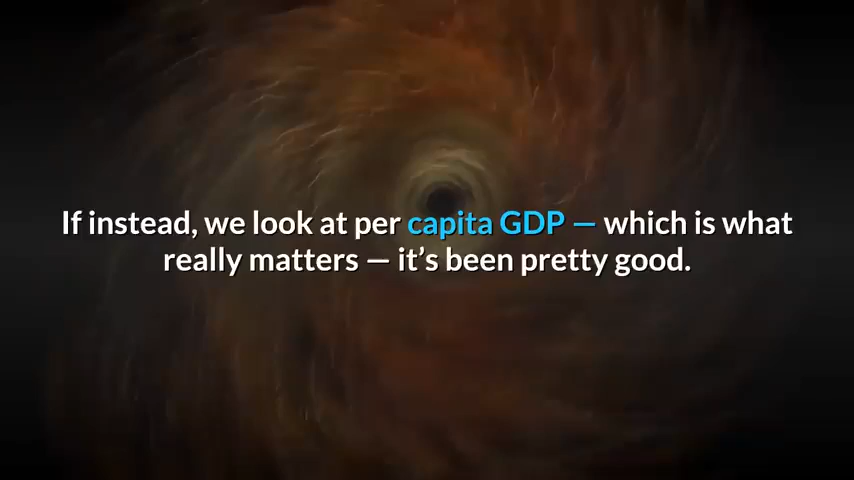 If instead, we look at per capita GDP — which is what
really matters — it’s been pretty good.